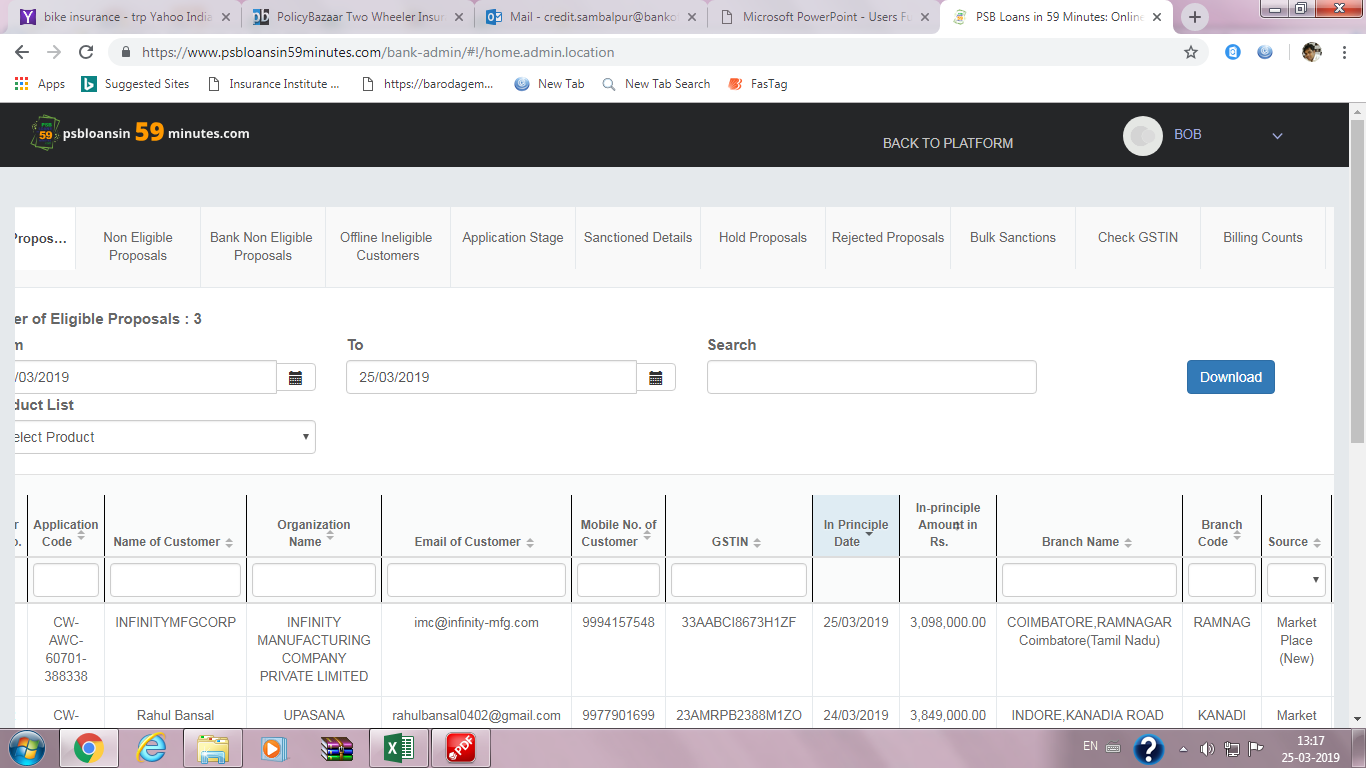 bike insurance - trp Yahoo India
PolicyBazaar Two Wheeler Insur
Mail - credit.sambalpur@bankof
Microsoft PowerPoint - Users Fu
PSB Loans in 59 Minutes: Online
https://www.psbloansin59minutes.com/bank-admin/#!/home.admin.location
Apps
Suggested Sites
Insurance Institute ...
https://barodagem...
New Tab
New Tab Search
FasTag
psbloansin 59 minutes.com
BACK TO PLATFORM
BOB
Propos...
Non Eligible Proposals
Bank Non Eligible Proposals
Offline Ineligible Customers
Application Stage
Sanctioned Details
Hold Proposals
Rejected Proposals
Bulk Sanctions
Check GSTIN
Billing Counts
er of Eligible Proposals : 3
m
To
Search
/03/2019
25/03/2019
Download
duct List
elect Product
r
o.
Application Code
Name of Customer
Organization Name
Email of Customer
Mobile No. of Customer
GSTIN
In Principle Date
In-principle Amount in Rs.
Branch Name
Branch Code
Source
CW-
AWC-
60701-
388338
INFINITYMFGCORP
INFINITY
MANUFACTURING
COMPANY
PRIVATE LIMITED
imc@infinity-mfg.com
9994157548
33AABCI8673H1ZF
25/03/2019
3,098,000.00
COIMBATORE,RAMNAGAR
Coimbatore(Tamil Nadu)
RAMNAG
Market
Place
(New)
CW-
Rahul Bansal
UPASANA
rahulbansal0402@gmail.com
9977901699
23AMRPB2388M1ZO
24/03/2019
3,849,000.00
INDORE,KANADIA ROAD
KANADI
Market
EN
13:17
25-03-2019